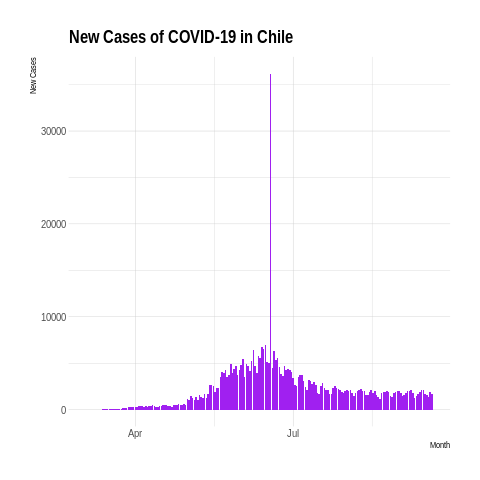 New Cases of COVID-19 in Chile
New Cases
30000
20000
10000
0
Apr
Jul
Month